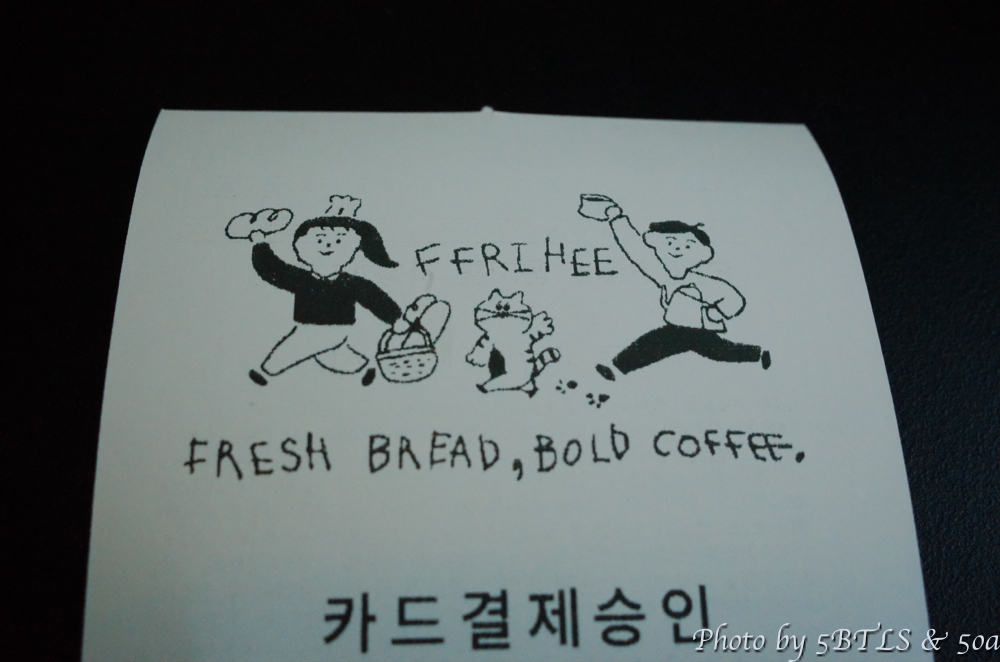 FFRIHEE
FRESH BREAD, BOLD COFFEE.
카드결제승인
Photo by 5BTLS & 50a